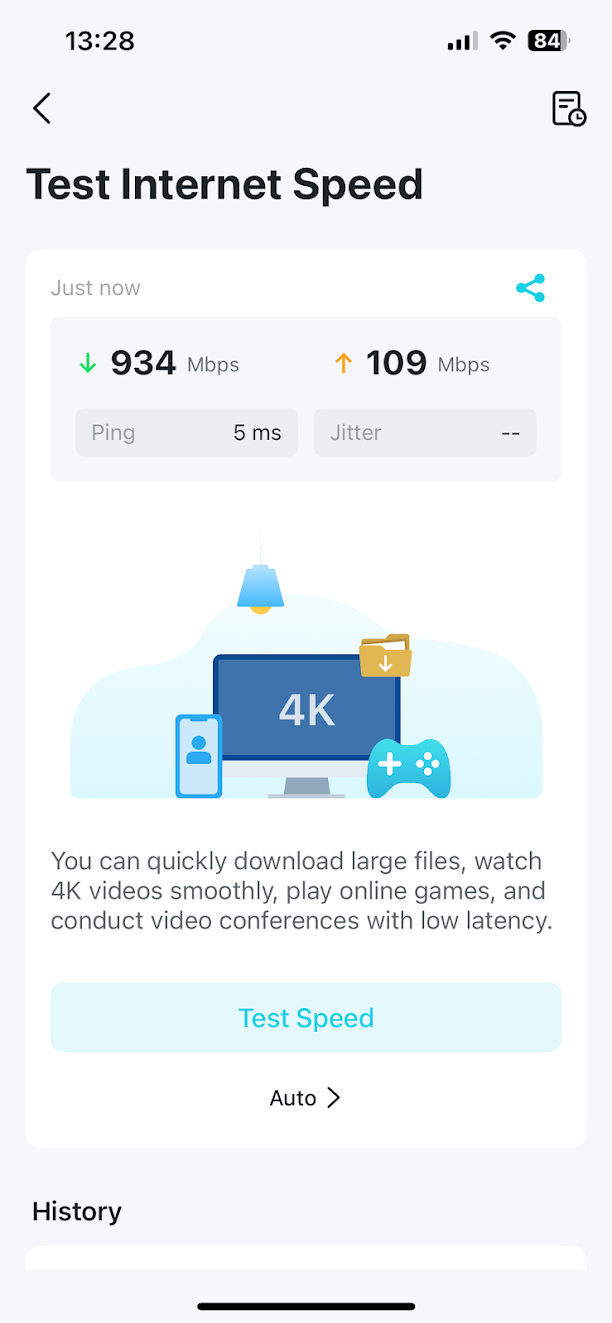 13:28
84
Test Internet Speed
Just now
934 Mbps 109 Mbps
Ping 5 ms Jitter --
4K
You can quickly download large files, watch
4K videos smoothly, play online games, and
conduct video conferences with low latency.
Test Speed
Auto
History